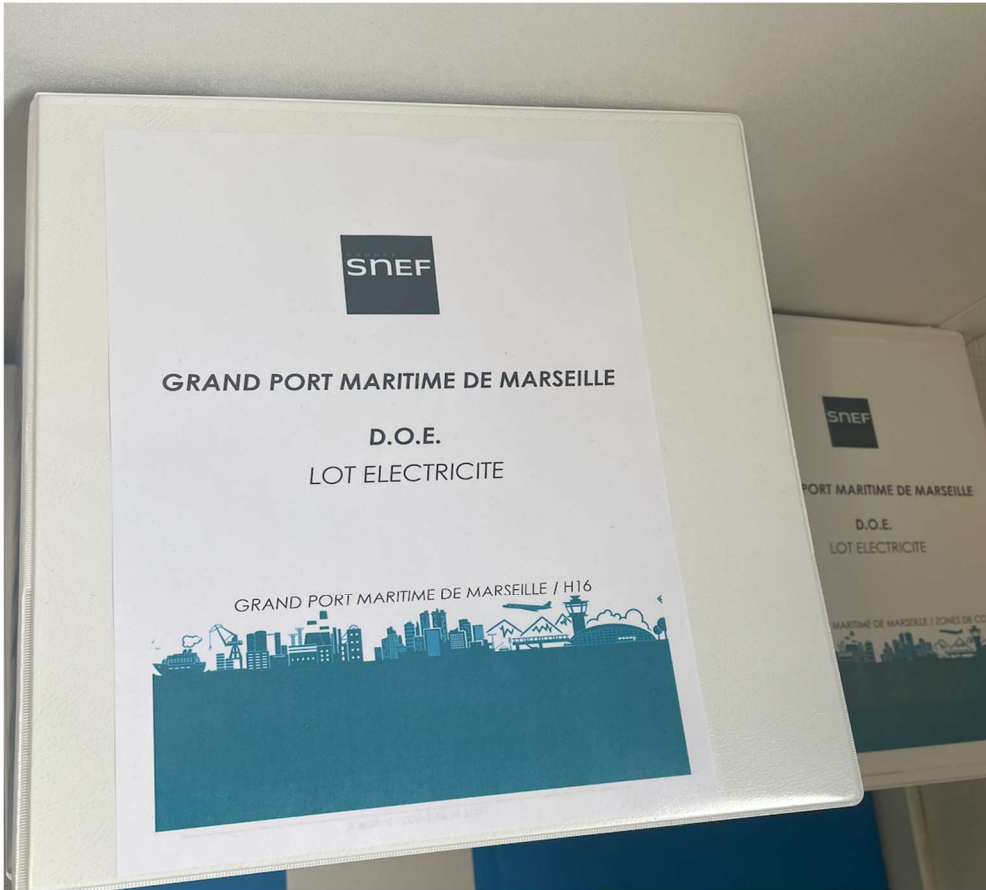 SNEF
GRAND PORT MARITIME DE MARSEILLE
D.O.E.
LOT ELECTRICITE
GRAND PORT MARITIME DE MARSEILLE / H16
SNEF
PORT MARITIME DE MARSEILLE
D.O.E.
LOT ELECTRICITE
MARITIME DE MARSEILLE / ZONES DE